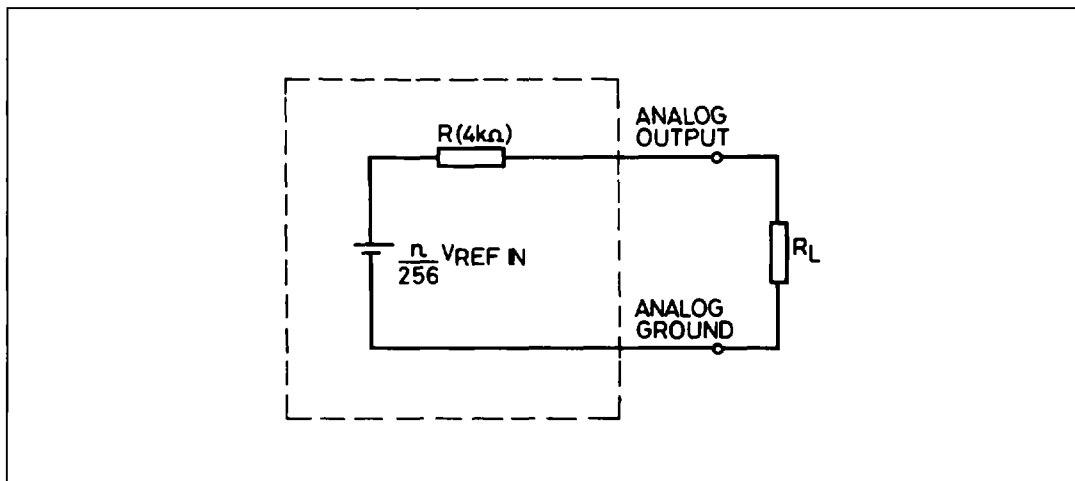 R(4kΩ)
ANALOG
OUTPUT
n
256
VREF IN
RL
ANALOG
GROUND